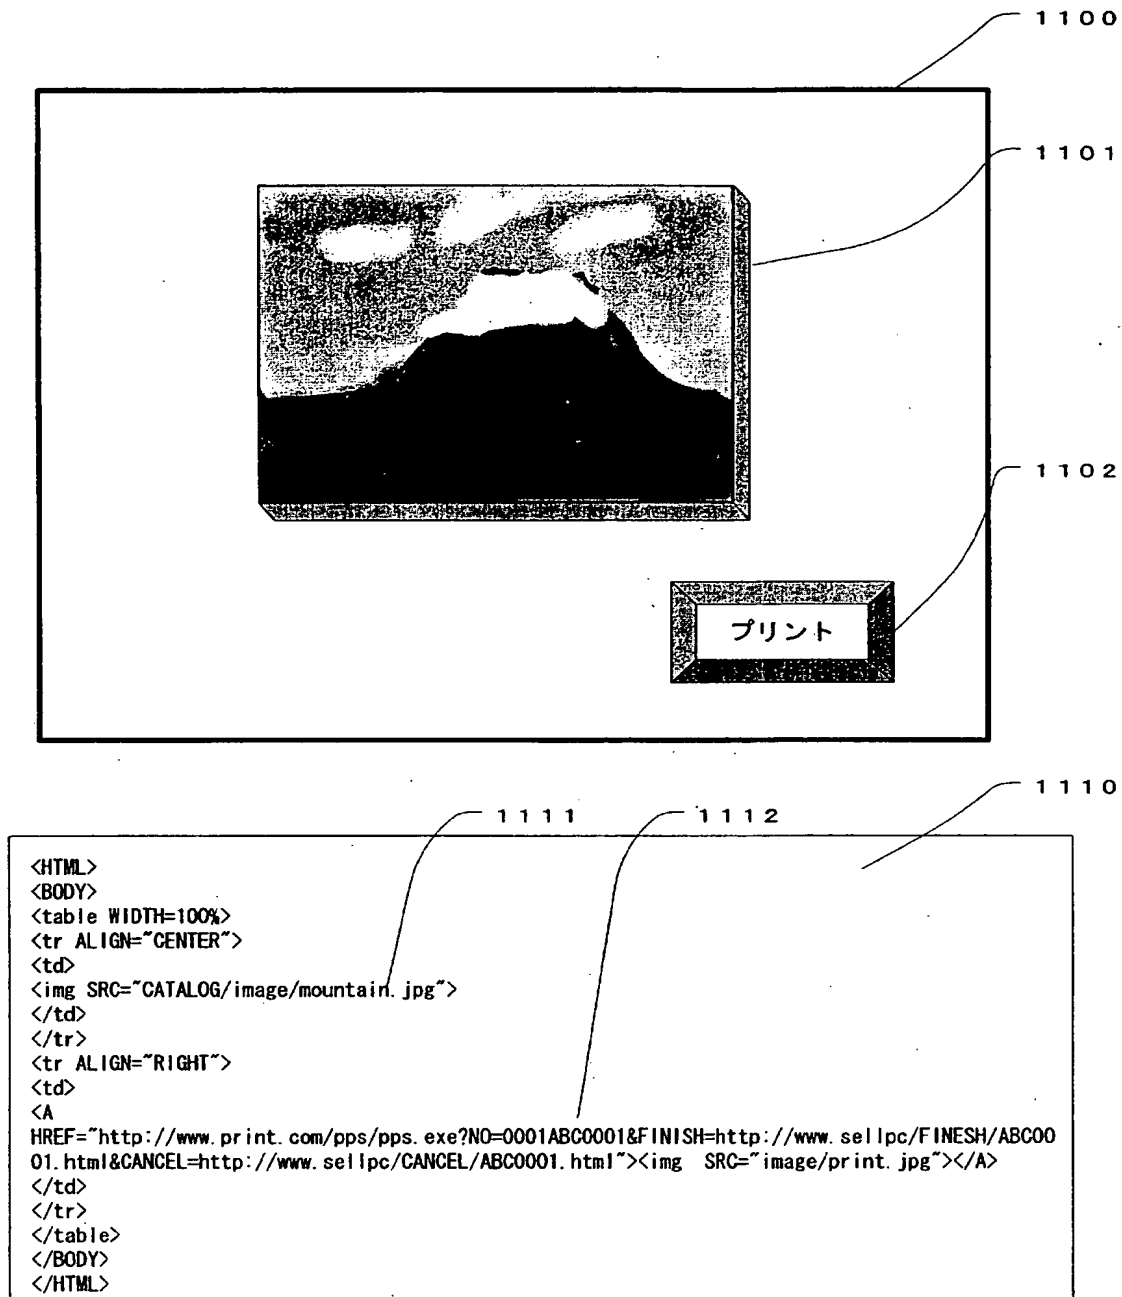 1100
1101
1102
プリント
1110
1111
1112
<HTML>
<BODY>
<table WIDTH=100%>
<tr ALIGN="CENTER">
<td>
<img SRC="CATALOG/image/mountain.jpg">
</td>
</tr>
<tr ALIGN="RIGHT">
<td>
<A
HREF="http://www.print.com/pps/pps.exe?NO=0001ABC0001&FINISH=http://www.sellpc/FINESH/ABC00
01.html&CANCEL=http://www.sellpc/CANCEL/ABC0001.html"><img  SRC="image/print.jpg"></A>
</td>
</tr>
</table>
</BODY>
</HTML>